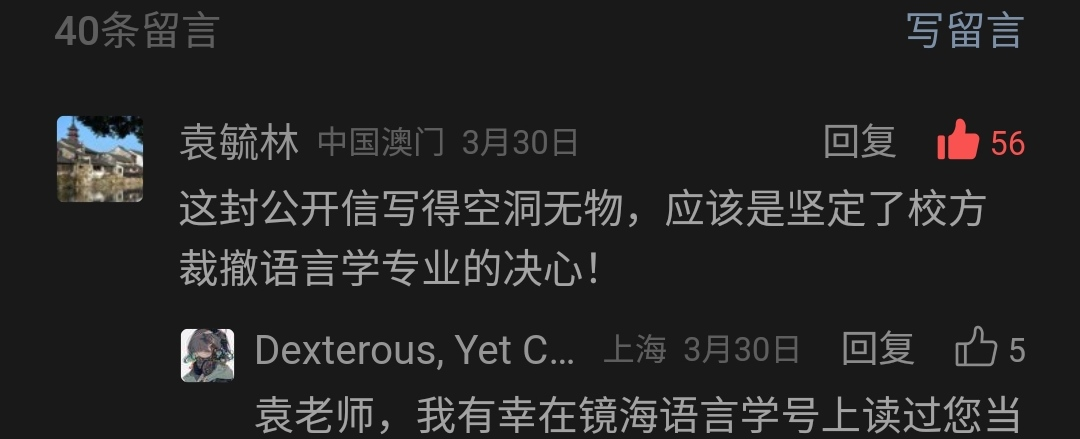 40条留言 写留言
袁毓林 中国澳门 3月30日 回复 56
这封公开信写得空洞无物，应该是坚定了校方
裁撤语言学专业的决心！
Dexterous, Yet C... 上海 3月30日 回复 5
袁老师，我有幸在镜海语言学号上读过您当